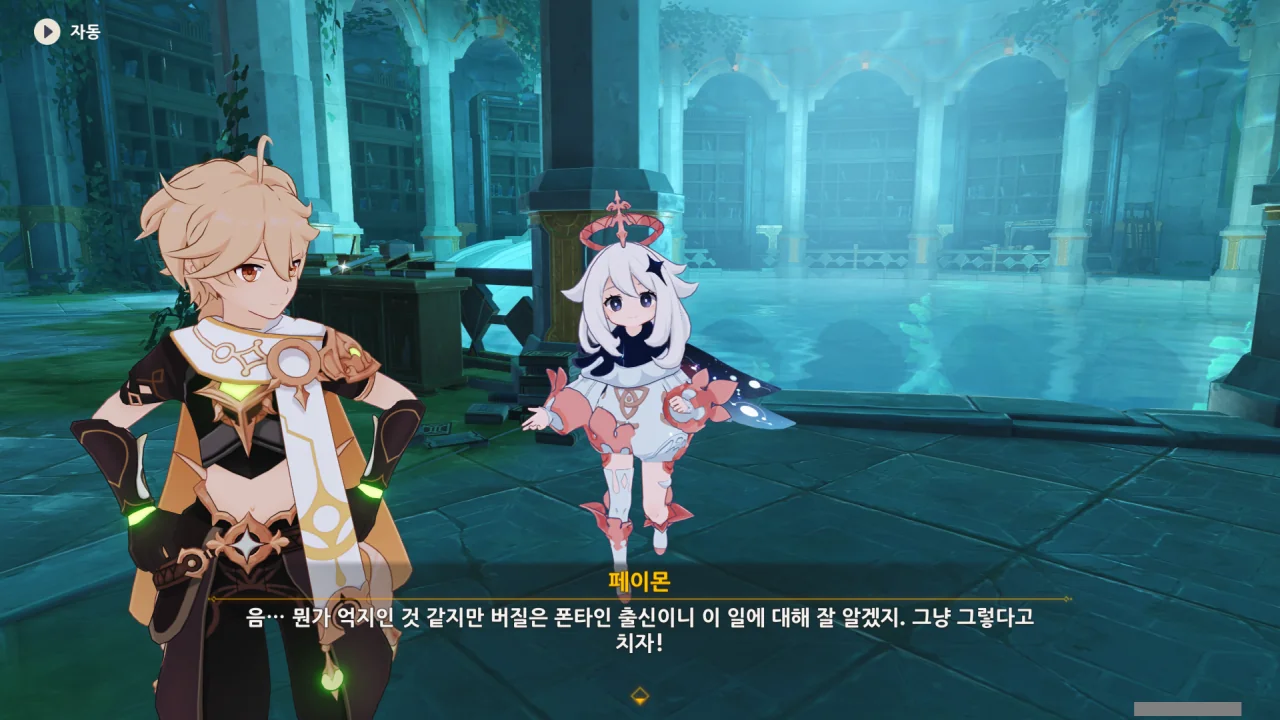 자동
페이몬
음… 뭔가 억지인 것 같지만 버질은 폰타인 출신이니 이 일에 대해 잘 알겠지. 그냥 그렇다고
치자!